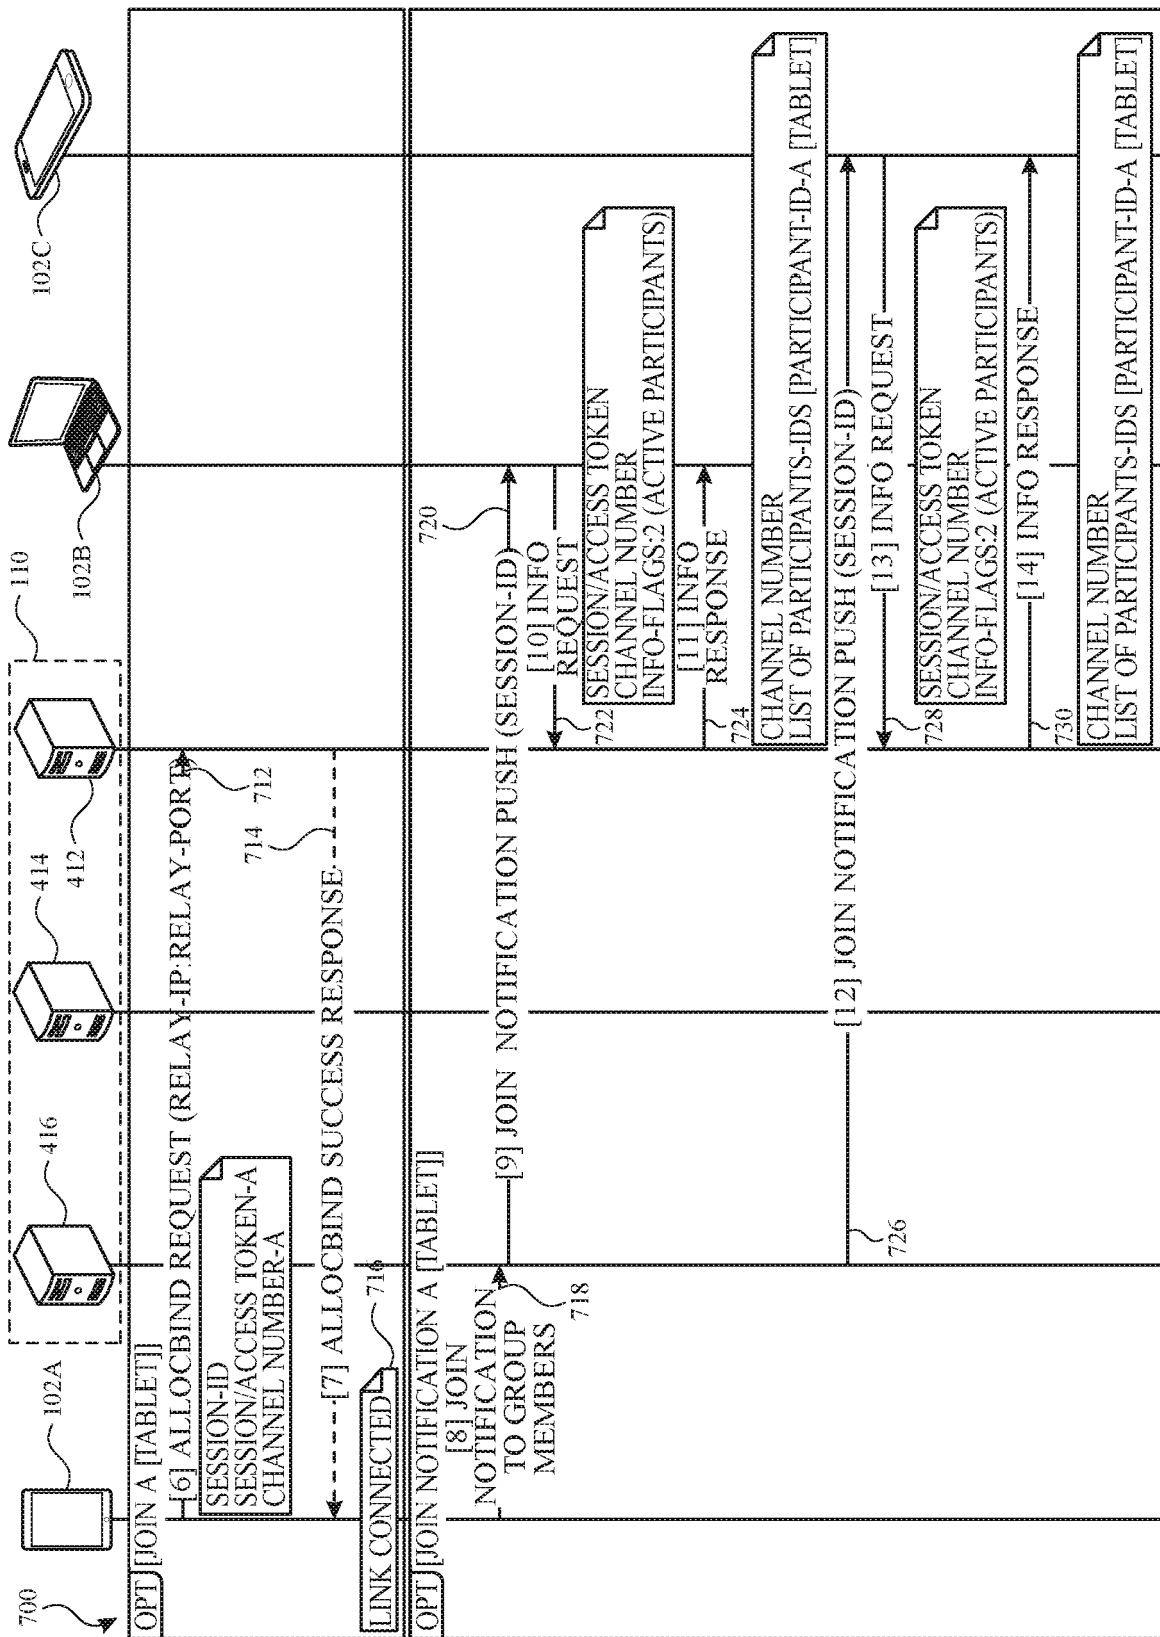 700
102A
416
414
412
110
102B
102C
OPT [JOIN A [TABLET]]
[6] ALLOCBIND REQUEST (RELAY-IP:RELAY-PORT)
712
SESSION-ID
SESSION/ACCESS TOKEN-A
CHANNEL NUMBER-A
714
[7] ALLOCBIND SUCCESS RESPONSE
LINK CONNECTED
716
OPT [JOIN NOTIFICATION A [TABLET]]
[8] JOIN
NOTIFICATION
TO GROUP
MEMBERS
718
[9] JOIN NOTIFICATION PUSH (SESSION-ID)
720
[10] INFO
REQUEST
722
SESSION/ACCESS TOKEN
CHANNEL NUMBER
INFO-FLAGS:2 (ACTIVE PARTICIPANTS)
[11] INFO
RESPONSE
724
CHANNEL NUMBER
LIST OF PARTICIPANTS-IDS [PARTICIPANT-ID-A [TABLET]
[12] JOIN NOTIFICATION PUSH (SESSION-ID)
726
[13] INFO REQUEST
728
SESSION/ACCESS TOKEN
CHANNEL NUMBER
INFO-FLAGS:2 (ACTIVE PARTICIPANTS)
[14] INFO RESPONSE
730
CHANNEL NUMBER
LIST OF PARTICIPANTS-IDS [PARTICIPANT-ID-A [TABLET]